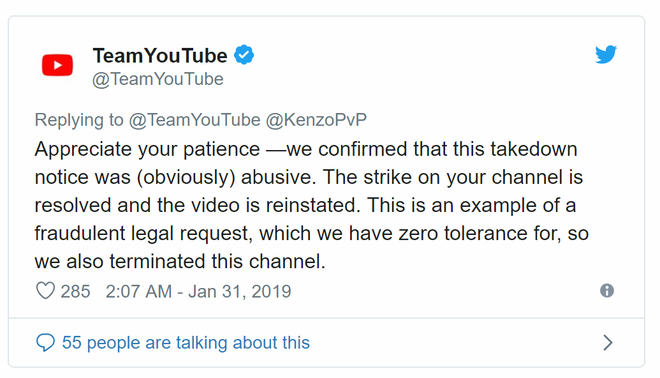 TeamYouTube
@TeamYouTube
Replying to @TeamYouTube @KenzoPvP
Appreciate your patience —we confirmed that this takedown
notice was (obviously) abusive. The strike on your channel is
resolved and the video is reinstated. This is an example of a
fraudulent legal request, which we have zero tolerance for, so
we also terminated this channel.
285 2:07 AM - Jan 31, 2019
55 people are talking about this